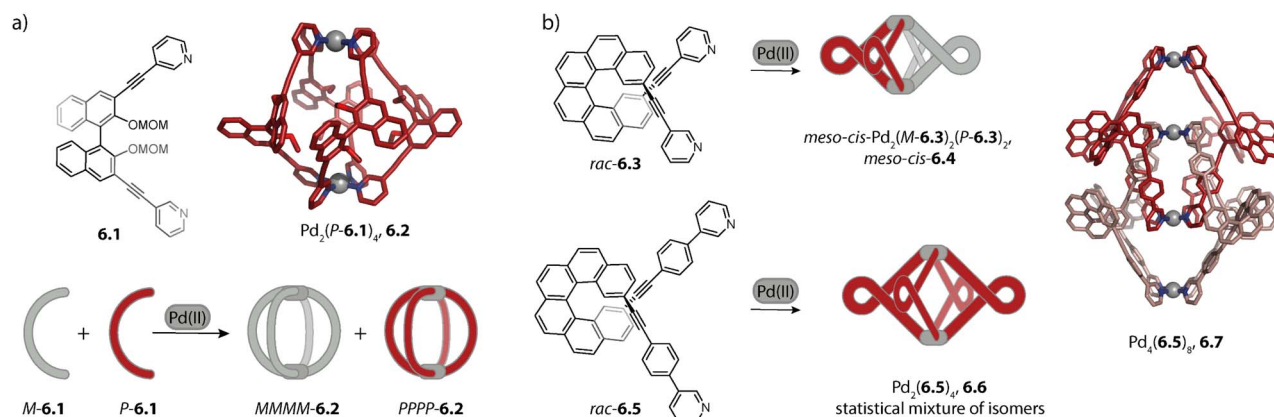 a)
N
OMOM
OMOM
N
6.1
Pd2(P-6.1)4, 6.2
Pd(II)
+
+
M-6.1
P-6.1
MMMM-6.2
PPPP-6.2
b)
N
N
rac-6.3
Pd(II)
meso-cis-Pd2(M-6.3)2(P-6.3)2,
meso-cis-6.4
N
N
rac-6.5
Pd(II)
Pd2(6.5)4, 6.6
statistical mixture of isomers
Pd4(6.5)8, 6.7